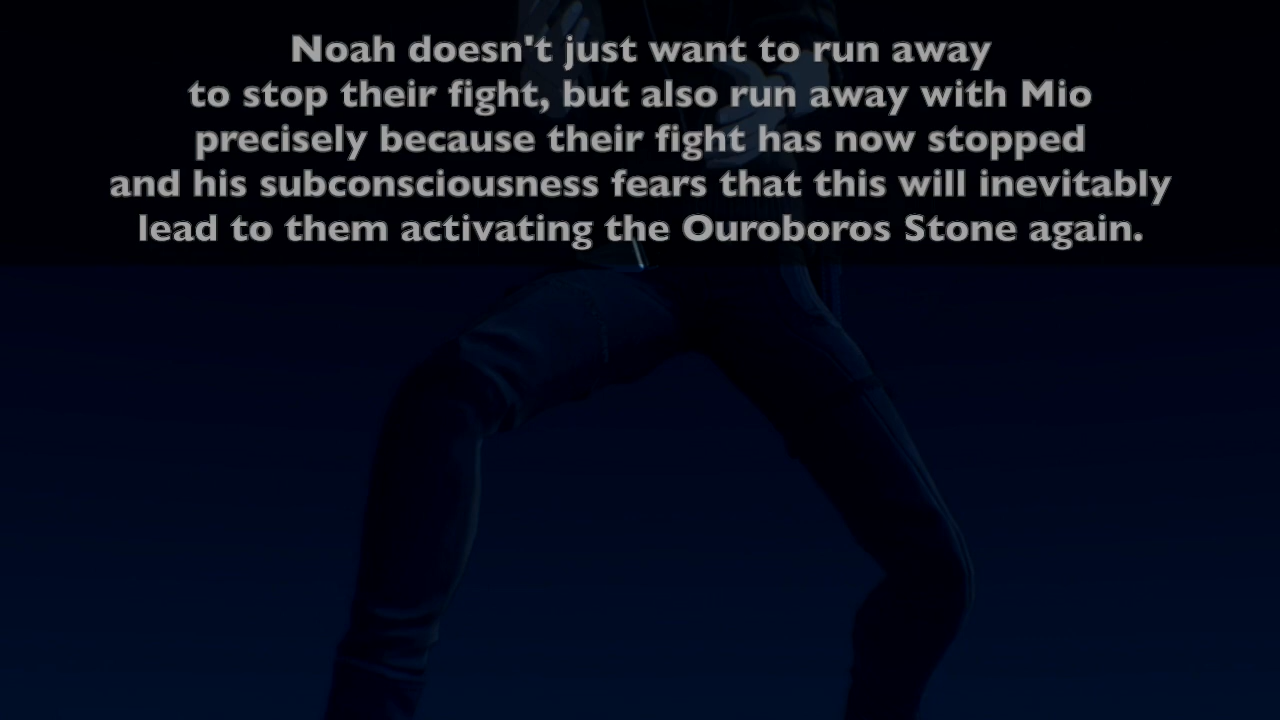 Noah doesn't just want to run away
to stop their fight, but also run away with Mio
precisely because their fight has now stopped
and his subconsciousness fears that this will inevitably
lead to them activating the Ouroboros Stone again.